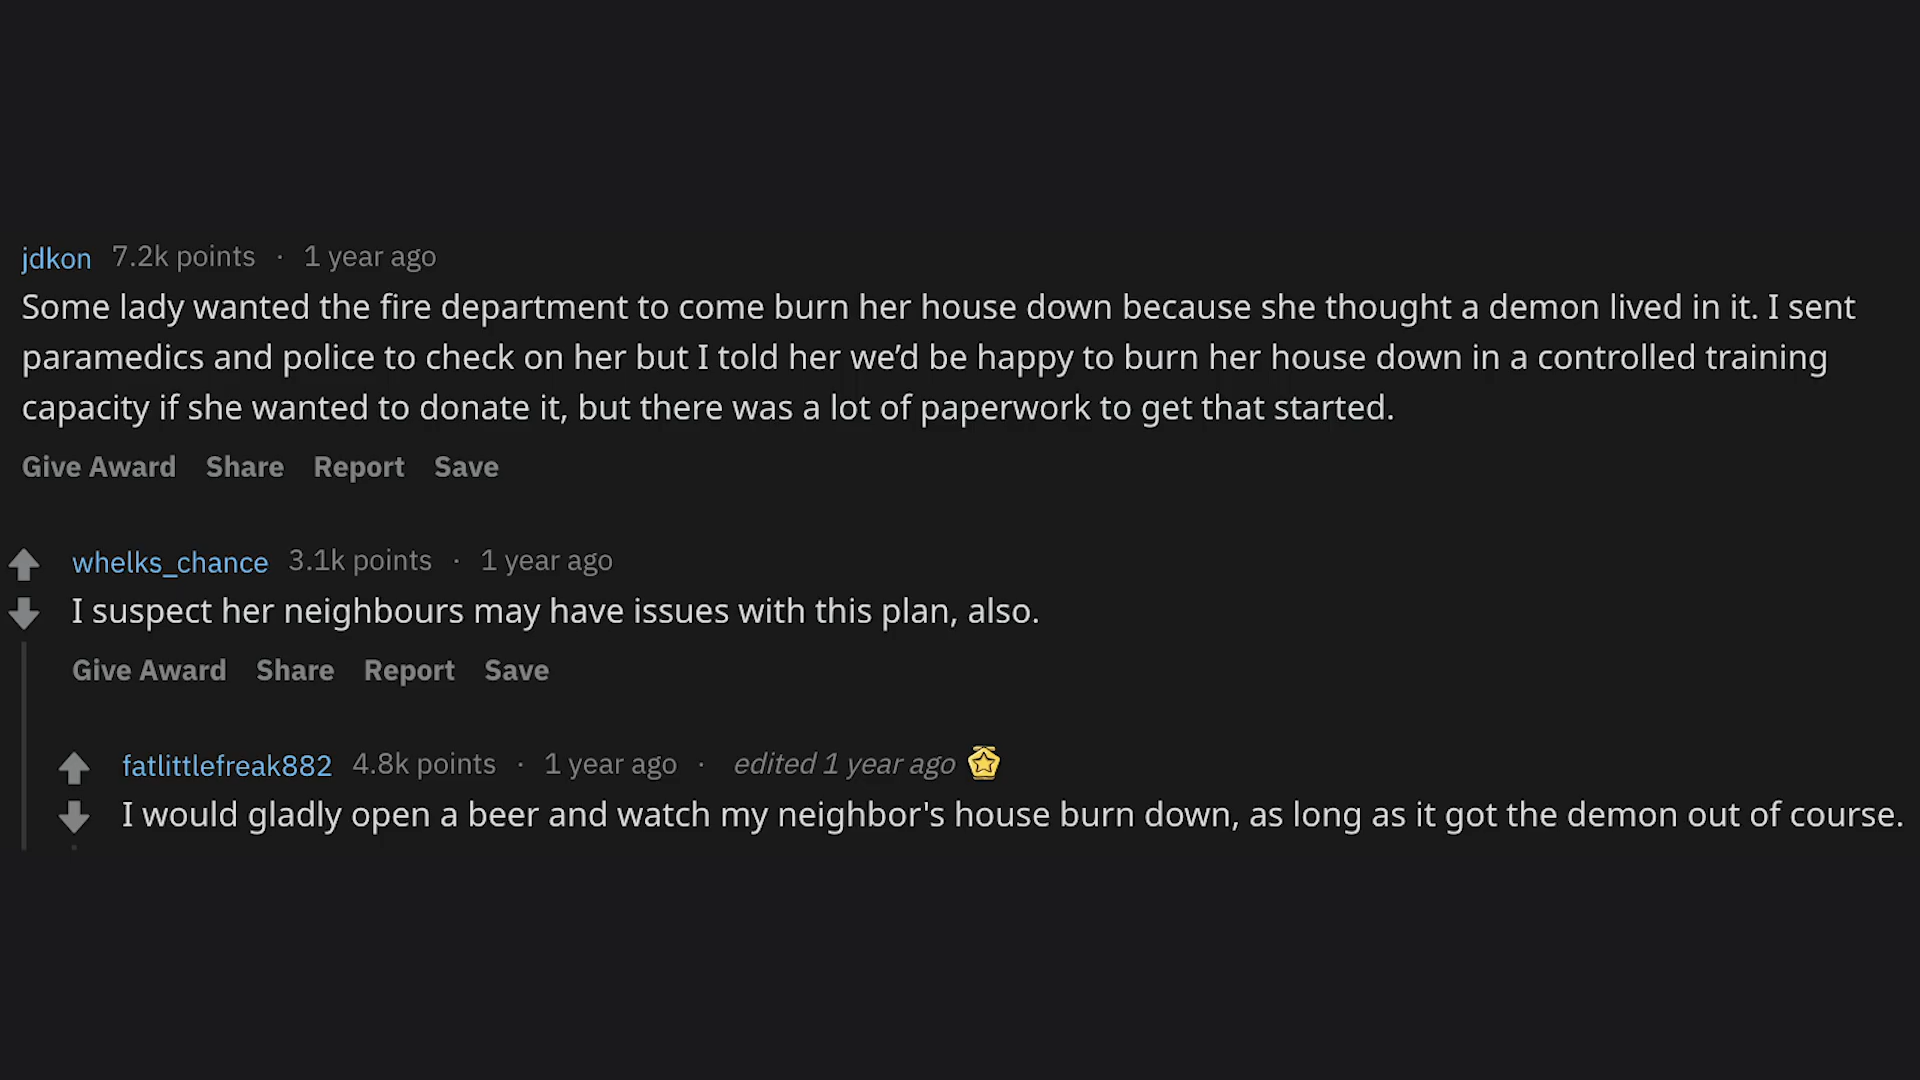 jdkon 7.2k points · 1 year ago
Some lady wanted the fire department to come burn her house down because she thought a demon lived in it. I sent
paramedics and police to check on her but I told her we’d be happy to burn her house down in a controlled training
capacity if she wanted to donate it, but there was a lot of paperwork to get that started.
Give Award Share Report Save
whelks_chance 3.1k points · 1 year ago
I suspect her neighbours may have issues with this plan, also.
Give Award Share Report Save
fatlittlefreak882 4.8k points · 1 year ago · edited 1 year ago
I would gladly open a beer and watch my neighbor's house burn down, as long as it got the demon out of course.